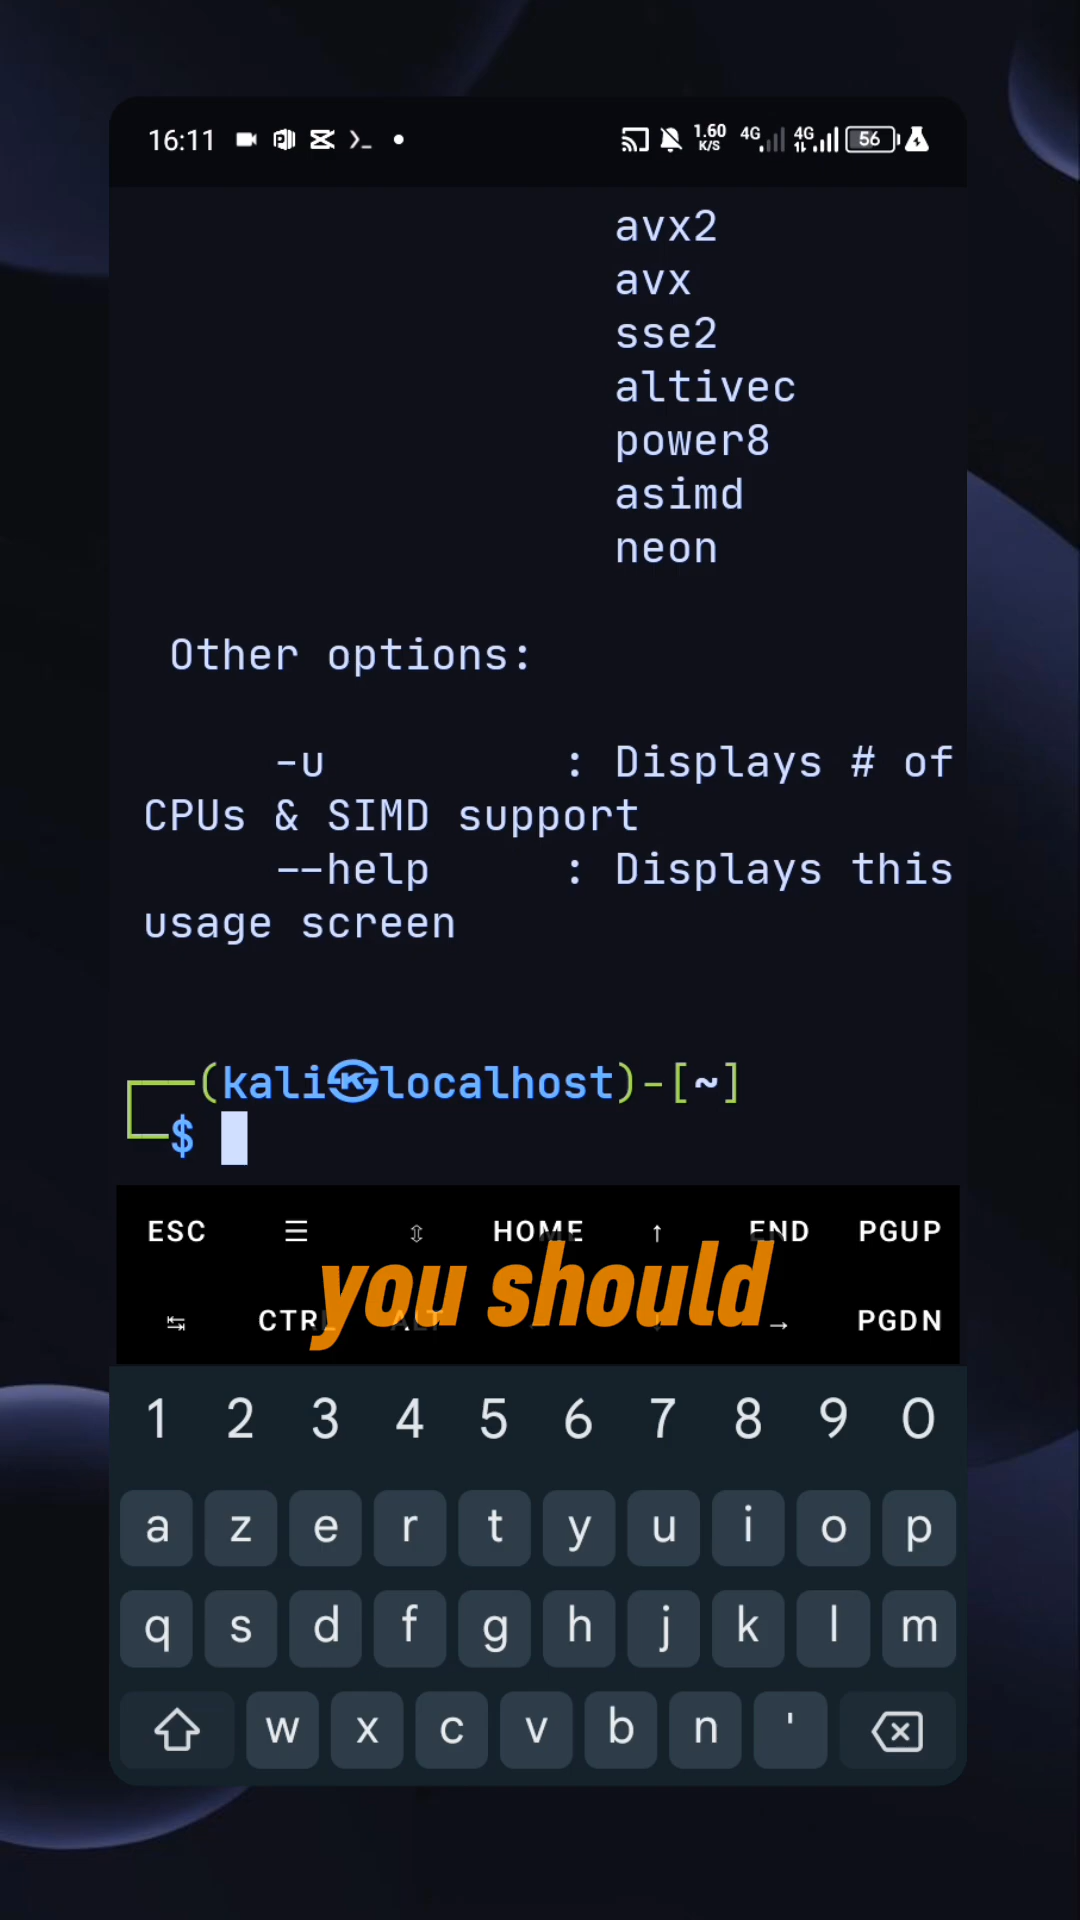 16:11 1.60 K/S 4G 4G 56
avx2
avx
sse2
altivec
power8
asimd
neon
Other options:
-u : Displays # of
CPUs & SIMD support
--help : Displays this
usage screen
(kali㉿localhost)-[~]
$
ESC HOME ↑ END PGUP
you should
CTRL ALT → PGDN
1 2 3 4 5 6 7 8 9 0
a z e r t y u i o p
q s d f g h j k l m
w x c v b n '